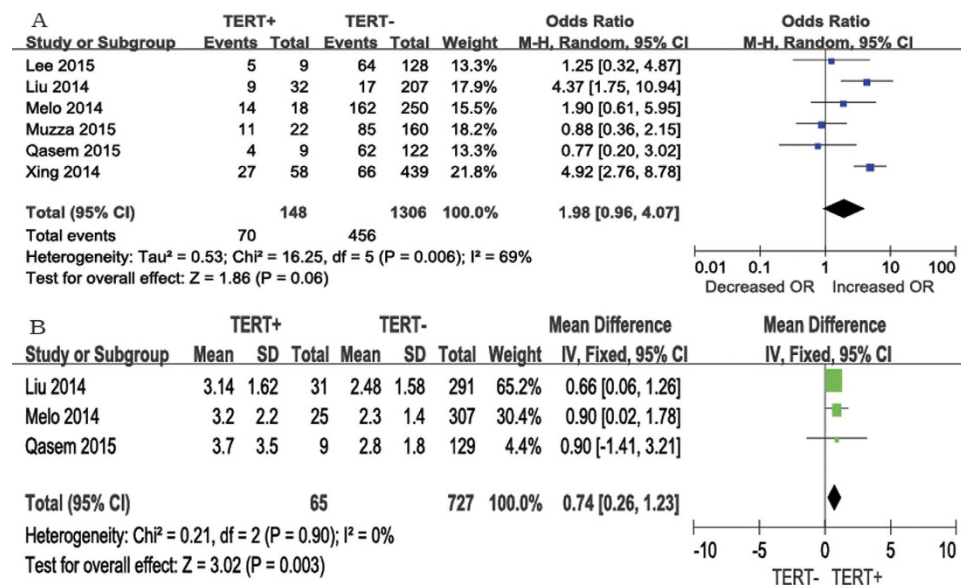 A
TERT+ TERT- Odds Ratio Odds Ratio
Study or Subgroup Events Total Events Total Weight M-H, Random, 95% CI M-H, Random, 95% CI
Lee 2015 5 9 64 128 13.3% 1.25 [0.32, 4.87]
Liu 2014 9 32 17 207 17.9% 4.37 [1.75, 10.94]
Melo 2014 14 18 162 250 15.5% 1.90 [0.61, 5.95]
Muzza 2015 11 22 85 160 18.2% 0.88 [0.36, 2.15]
Qasem 2015 4 9 62 122 13.3% 0.77 [0.20, 3.02]
Xing 2014 27 58 66 439 21.8% 4.92 [2.76, 8.78]
Total (95% CI) 148 1306 100.0% 1.98 [0.96, 4.07]
Total events 70 456
Heterogeneity: Tau² = 0.53; Chi² = 16.25, df = 5 (P = 0.006); I² = 69%
Test for overall effect: Z = 1.86 (P = 0.06)
0.01 0.1 1 10 100
Decreased OR Increased OR
B
TERT+ TERT- Mean Difference Mean Difference
Study or Subgroup Mean SD Total Mean SD Total Weight IV, Fixed, 95% CI IV, Fixed, 95% CI
Liu 2014 3.14 1.62 31 2.48 1.58 291 65.2% 0.66 [0.06, 1.26]
Melo 2014 3.2 2.2 25 2.3 1.4 307 30.4% 0.90 [0.02, 1.78]
Qasem 2015 3.7 3.5 9 2.8 1.8 129 4.4% 0.90 [-1.41, 3.21]
Total (95% CI) 65 727 100.0% 0.74 [0.26, 1.23]
Heterogeneity: Chi² = 0.21, df = 2 (P = 0.90); I² = 0%
Test for overall effect: Z = 3.02 (P = 0.003)
-10 -5 0 5 10
TERT- TERT+